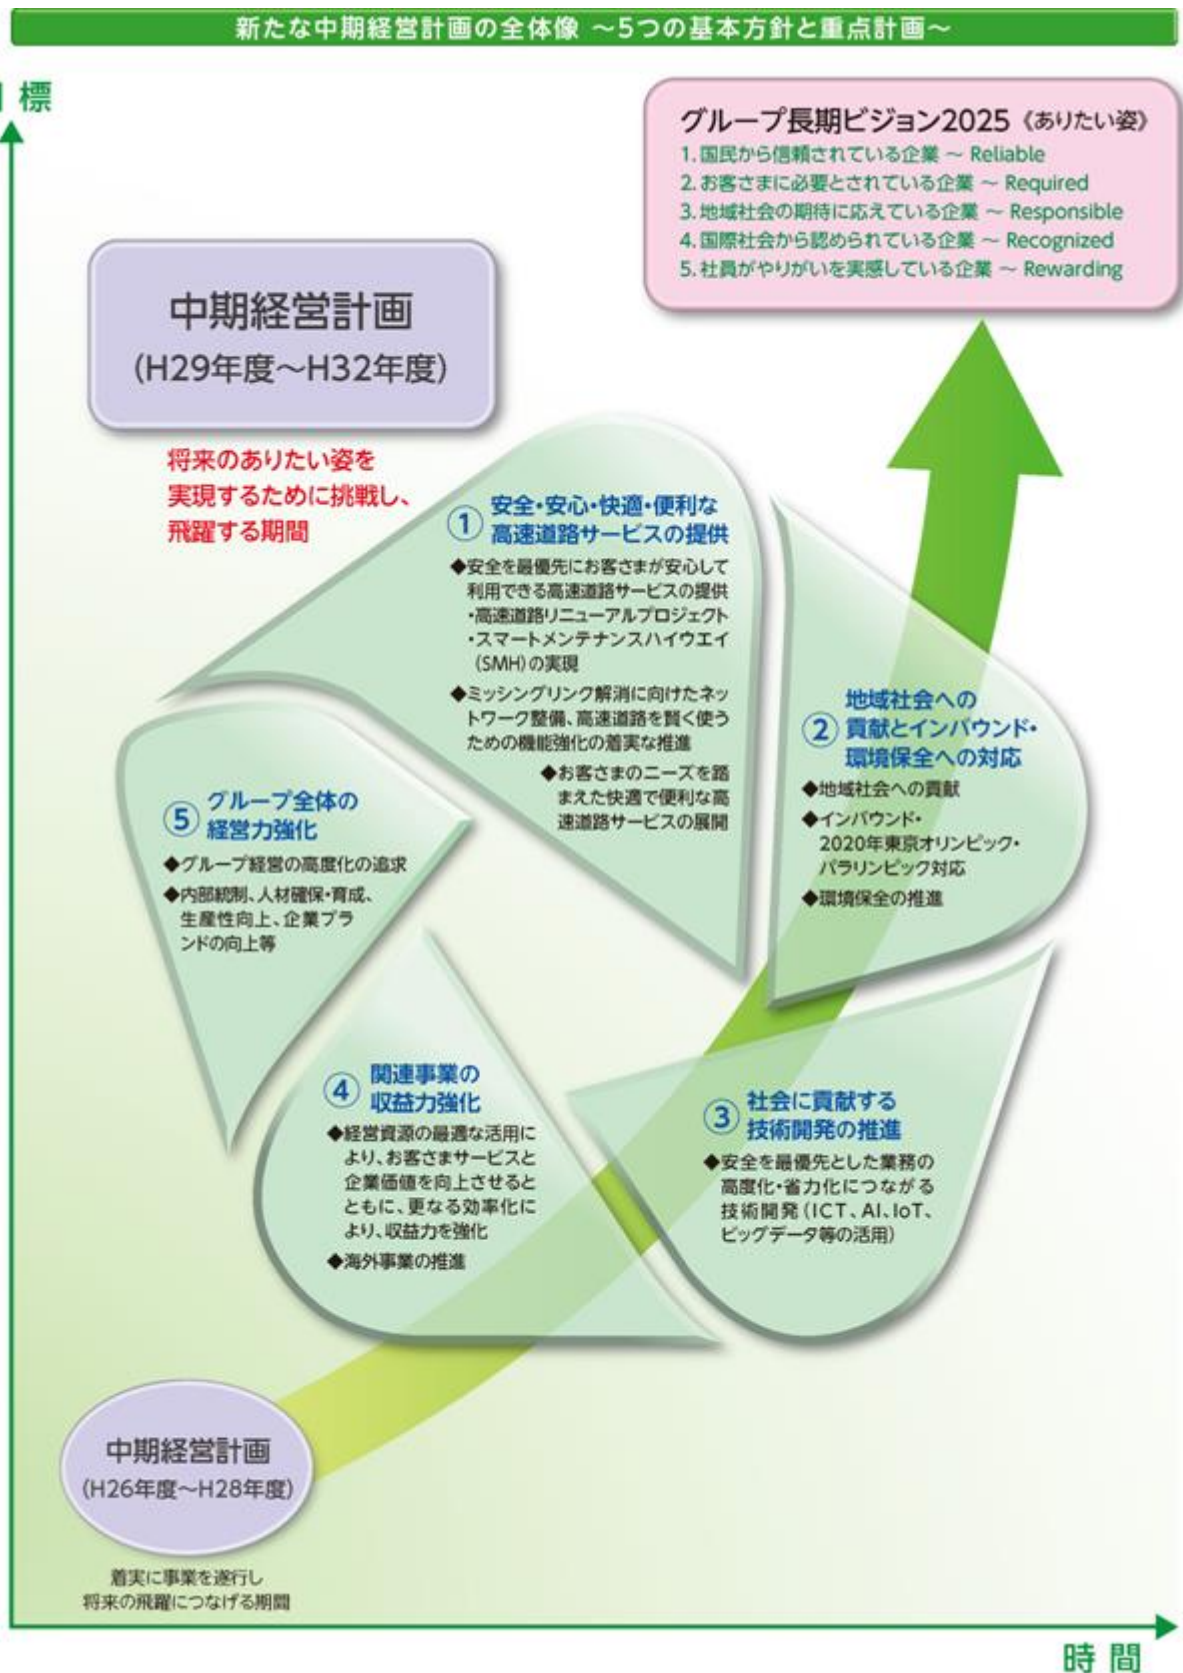 新たな中期経営計画の全体像 ～5つの基本方針と重点計画～
標
グループ長期ビジョン2025《ありたい姿》
1.国民から信頼されている企業 ～ Reliable
2.お客さまに必要とされている企業 ～ Required
3.地域社会の期待に応えている企業 ～ Responsible
4.国際社会から認められている企業 ～ Recognized
5.社員がやりがいを実感している企業 ～ Rewarding
中期経営計画
(H29年度～H32年度)
将来のありたい姿を
実現するために挑戦し、
飛躍する期間
① 安全・安心・快適・便利な
高速道路サービスの提供
◆安全を最優先にお客さまが安心して
利用できる高速道路サービスの提供
・高速道路リニューアルプロジェクト
・スマートメンテナンスハイウエイ
(SMH)の実現
◆ミッシングリンク解消に向けたネッ
トワーク整備、高速道路を賢く使う
ための機能強化の着実な推進
◆お客さまのニーズを踏
まえた快適で便利な高
速道路サービスの展開
地域社会への
② 貢献とインバウンド・
環境保全への対応
◆地域社会への貢献
◆インバウンド・
2020年東京オリンピック・
パラリンピック対応
◆環境保全の推進
⑤ グループ全体の
経営力強化
◆グループ経営の高度化の追求
◆内部統制、人材確保・育成、
生産性向上、企業ブラ
ンドの向上等
④ 関連事業の
収益力強化
◆経営資源の最適な活用に
より、お客さまサービスと
企業価値を向上させると
ともに、更なる効率化に
より、収益力を強化
◆海外事業の推進
③ 社会に貢献する
技術開発の推進
◆安全を最優先とした業務の
高度化・省力化につながる
技術開発(ICT、AI、IoT、
ビッグデータ等の活用)
中期経営計画
(H26年度～H28年度)
着実に事業を遂行し
将来の飛躍につなげる期間
時 間